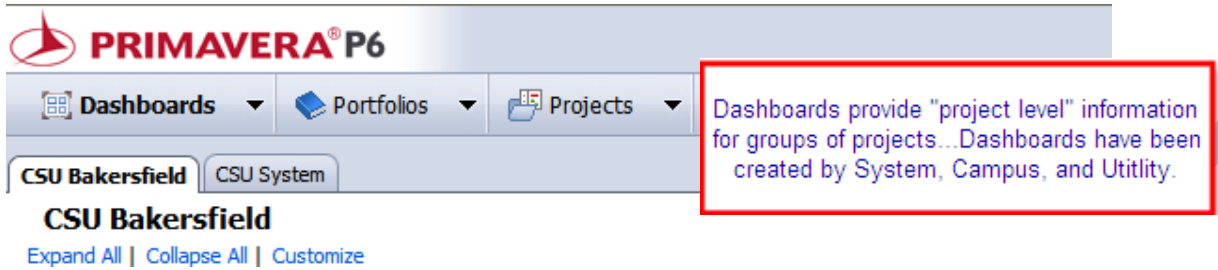 PRIMAVERA® P6
Dashboards Portfolios Projects
Dashboards provide "project level" information
for groups of projects...Dashboards have been
created by System, Campus, and Utitlity.
CSU Bakersfield CSU System
CSU Bakersfield
Expand All | Collapse All | Customize